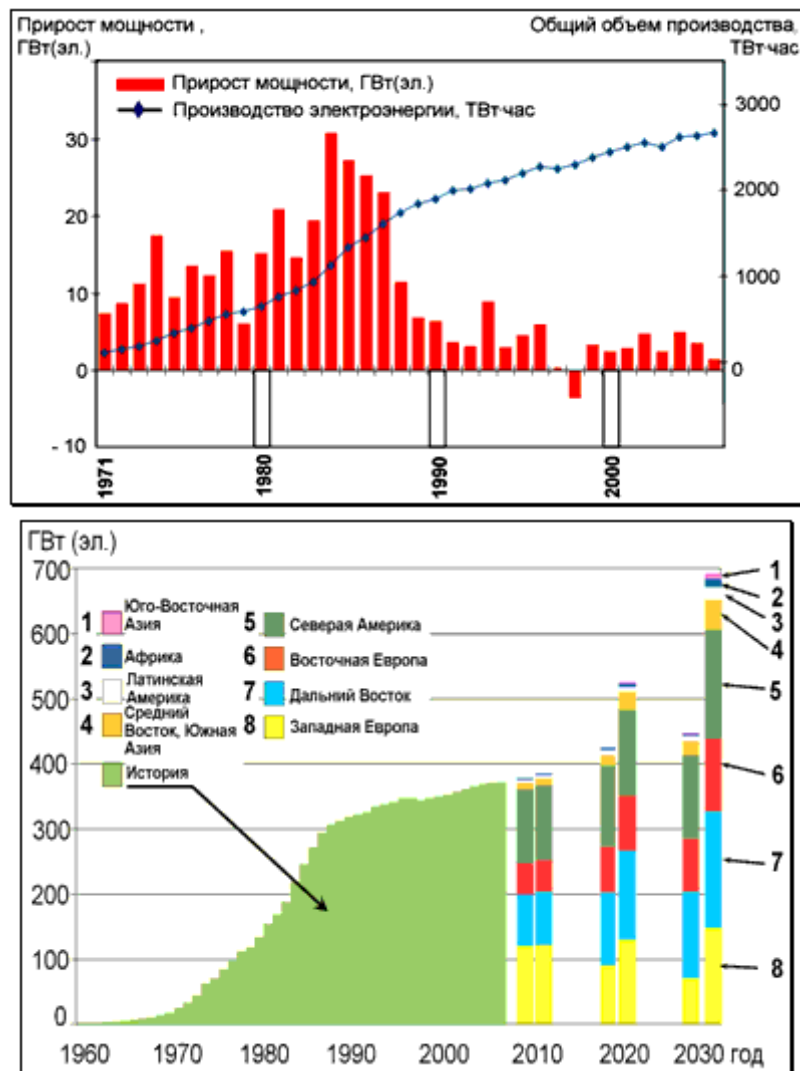 Прирост мощности ,
ГВт(эл.)
Общий объем производства,
ТВт·час
Прирост мощности, ГВт(эл.)
Производство электроэнергии, ТВт·час
30
20
10
0
- 10
3000
2000
1000
0
1971
1980
1990
2000
ГВт (эл.)
700
600
500
400
300
200
100
0
1 Юго-Восточная
Азия
2 Африка
3 Латинская
Америка
4 Средний
Восток, Южная
Азия
История
5 Северая Америка
6 Восточная Европа
7 Дальний Восток
8 Западная Европа
1
2
3
4
5
6
7
8
1960 1970 1980 1990 2000 2010 2020 2030 год